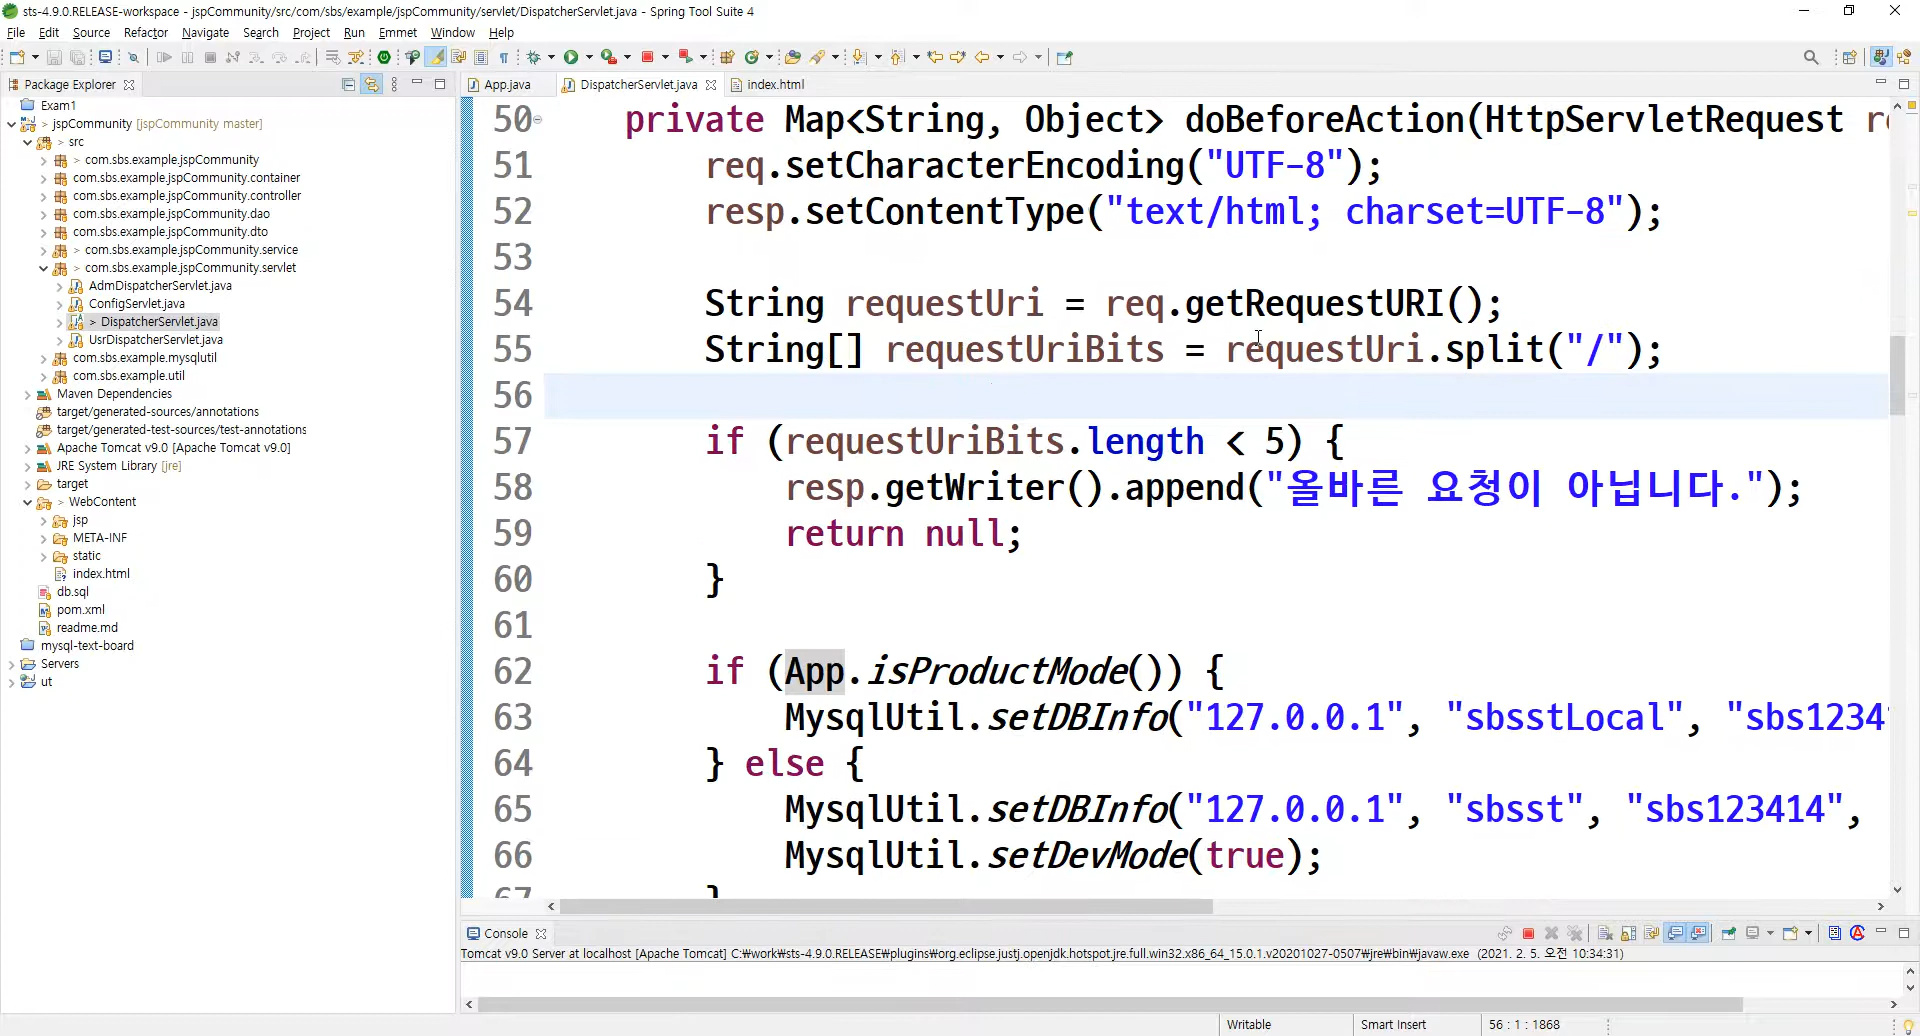 sts-4.9.0.RELEASE-workspace - jspCommunity/src/com/sbs/example/jspCommunity/servlet/DispatcherServlet.java - Spring Tool Suite 4
File Edit Source Refactor Navigate Search Project Run Emmet Window Help
Package Explorer
Exam1
> jspCommunity [jspCommunity master]
> src
> com.sbs.example.jspCommunity
com.sbs.example.jspCommunity.container
com.sbs.example.jspCommunity.controller
com.sbs.example.jspCommunity.dao
com.sbs.example.jspCommunity.dto
> com.sbs.example.jspCommunity.service
> com.sbs.example.jspCommunity.servlet
AdmDispatcherServlet.java
ConfigServlet.java
> DispatcherServlet.java
UsrDispatcherServlet.java
com.sbs.example.mysqlutil
com.sbs.example.util
Maven Dependencies
target/generated-sources/annotations
target/generated-test-sources/test-annotations
Apache Tomcat v9.0 [Apache Tomcat v9.0]
JRE System Library [jre]
target
> WebContent
jsp
META-INF
static
index.html
db.sql
pom.xml
readme.md
mysql-text-board
Servers
ut
App.java DispatcherServlet.java index.html
50 private Map<String, Object> doBeforeAction(HttpServletRequest re
51 req.setCharacterEncoding("UTF-8");
52 resp.setContentType("text/html; charset=UTF-8");
53
54 String requestUri = req.getRequestURI();
55 String[] requestUriBits = requestUri.split("/");
56
57 if (requestUriBits.length < 5) {
58 resp.getWriter().append("올바른 요청이 아닙니다.");
59 return null;
60 }
61
62 if (App.isProductMode()) {
63 MysqlUtil.setDBInfo("127.0.0.1", "sbsstLocal", "sbs12341
64 } else {
65 MysqlUtil.setDBInfo("127.0.0.1", "sbsst", "sbs123414",
66 MysqlUtil.setDevMode(true);
67 }
Console
Tomcat v9.0 Server at localhost [Apache Tomcat] C:₩work₩sts-4.9.0.RELEASE₩plugins₩org.eclipse.justj.openjdk.hotspot.jre.full.win32.x86_64_15.0.1.v20201027-0507₩jre₩bin₩javaw.exe (2021. 2. 5. 오전 10:34:31)
Writable Smart Insert 56 : 1 : 1868